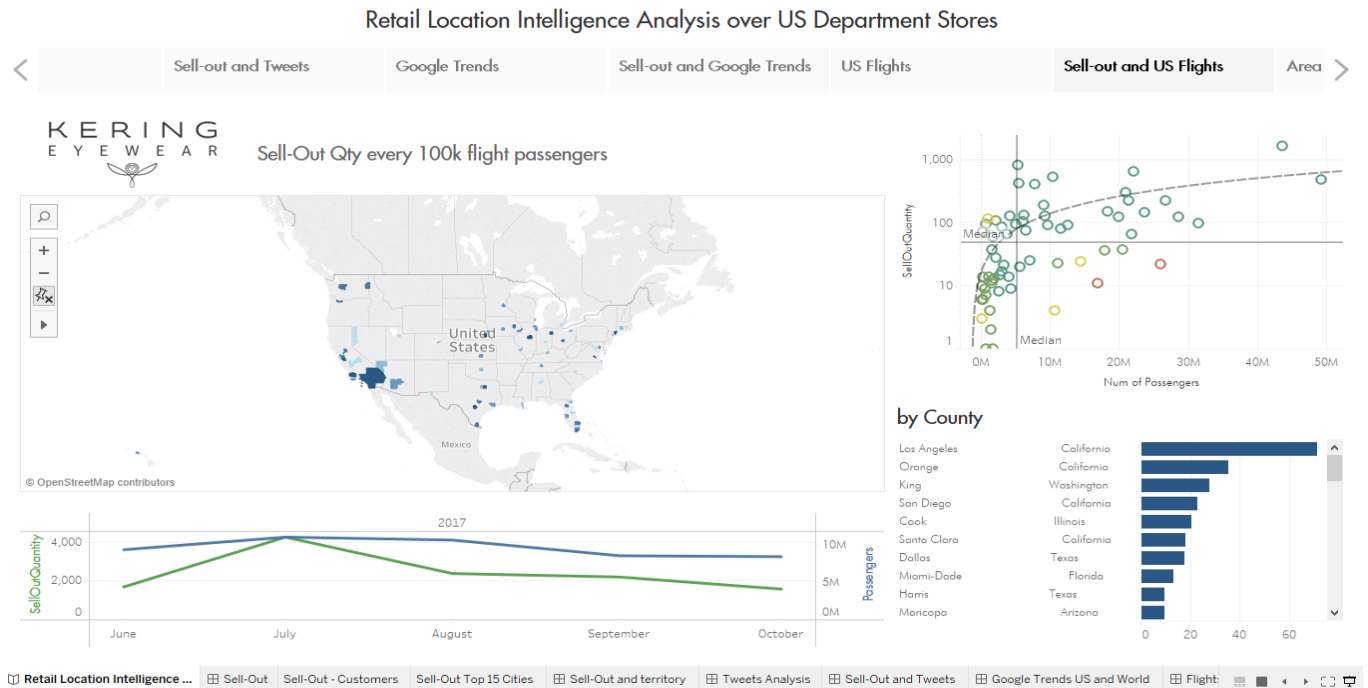 Retail Location Intelligence Analysis over US Department Stores
Sell-out and Tweets
Google Trends
Sell-out and Google Trends
US Flights
Sell-out and US Flights
Area
KERING
EYEWEAR
Sell-Out Qty every 100k flight passengers
United
States
Mexico
© OpenStreetMap contributors
1,000
100
10
1
SellOutQuantity
Median
Median
0M
10M
20M
30M
40M
50M
Num of Passengers
by County
Los Angeles California
Orange California
King Washington
San Diego California
Cook Illinois
Santa Clara California
Dallas Texas
Miami-Dade Florida
Harris Texas
Maricopa Arizona
0 20 40 60
2017
SellOutQuantity
4,000
2,000
0
10M
5M
0M
Passengers
June July August September October
Retail Location Intelligence ...
Sell-Out
Sell-Out - Customers
Sell-Out Top 15 Cities
Sell-Out and territory
Tweets Analysis
Sell-Out and Tweets
Google Trends US and World
Flight